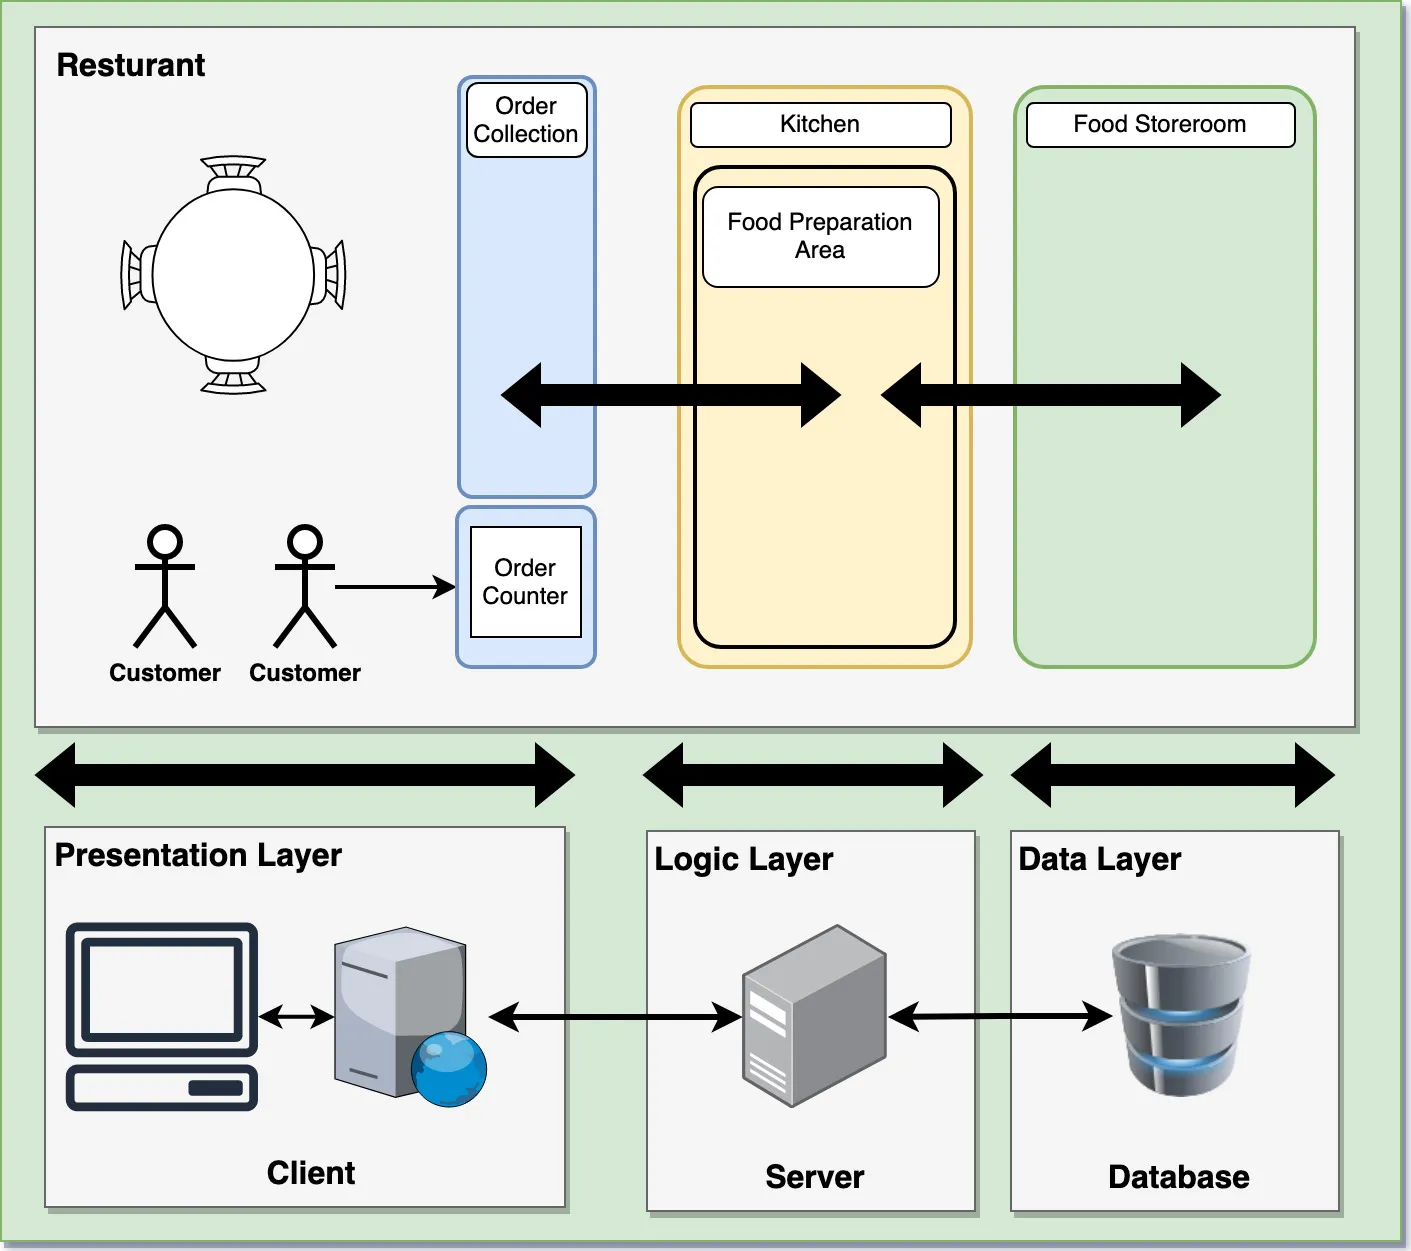 Resturant
Order
Collection
Kitchen
Food Storeroom
Food Preparation
Area
Order
Counter
Customer
Customer
Presentation Layer
Logic Layer
Data Layer
Client
Server
Database